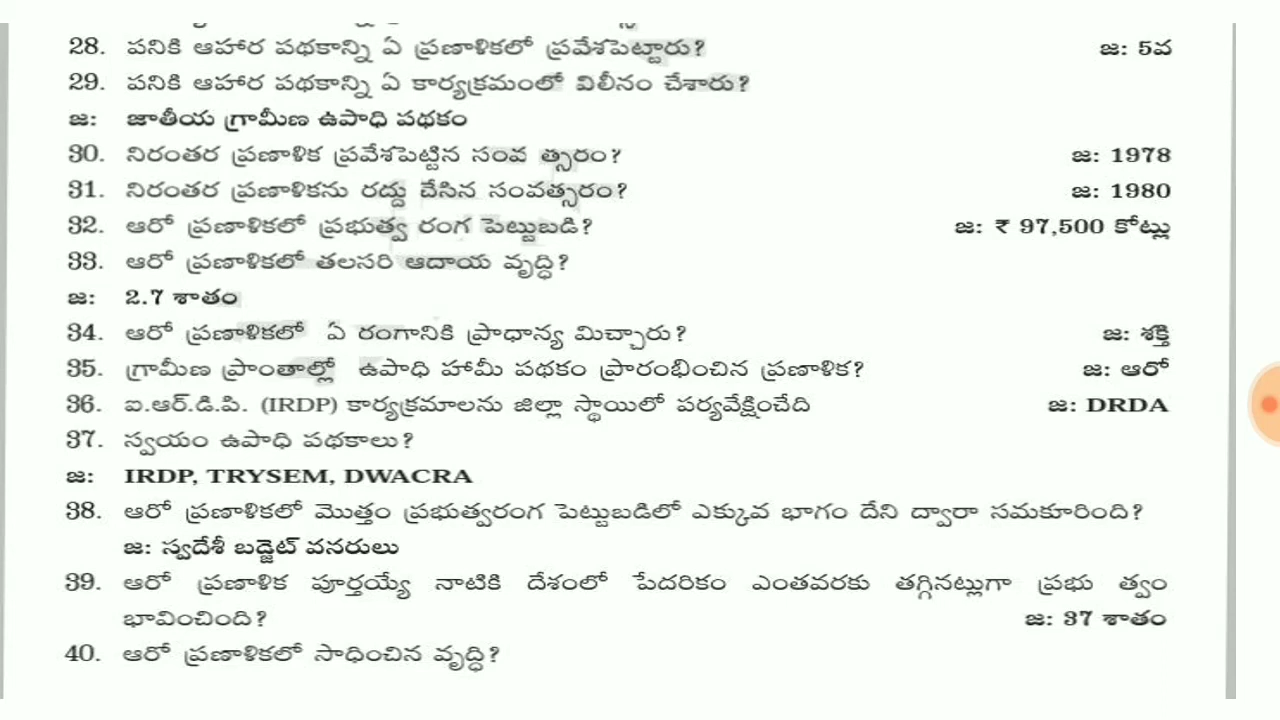 28. పనికి ఆహార పథకాన్ని ఏ ప్రణాళికలో ప్రవేశపెట్టారు? జ: 5వ
29. పనికి ఆహార పథకాన్ని ఏ కార్యక్రమంలో విలీనం చేశారు?
జ: జాతీయ గ్రామీణ ఉపాధి పథకం
30. నిరంతర ప్రణాళిక ప్రవేశపెట్టిన సంవ త్సరం? జ: 1978
31. నిరంతర ప్రణాళికను రద్దు చేసిన సంవత్సరం? జ: 1980
32. ఆరో ప్రణాళికలో ప్రభుత్వ రంగ పెట్టుబడి? జ: ₹ 97,500 కోట్లు
33. ఆరో ప్రణాళికలో తలసరి ఆదాయ వృద్ధి?
జ: 2.7 శాతం
34. ఆరో ప్రణాళికలో ఏ రంగానికి ప్రాధాన్య మిచ్చారు? జ: శక్తి
35. గ్రామీణ ప్రాంతాల్లో ఉపాధి హామీ పథకం ప్రారంభించిన ప్రణాళిక? జ: ఆరో
36. ఐ.ఆర్.డి.పి. (IRDP) కార్యక్రమాలను జిల్లా స్థాయిలో పర్యవేక్షించేది జ: DRDA
37. స్వయం ఉపాధి పథకాలు?
జ: IRDP, TRYSEM, DWACRA
38. ఆరో ప్రణాళికలో మొత్తం ప్రభుత్వరంగ పెట్టుబడిలో ఎక్కువ భాగం దేని ద్వారా సమకూరింది?
జ: స్వదేశీ బడ్జెట్ వనరులు
39. ఆరో ప్రణాళిక పూర్తయ్యే నాటికి దేశంలో పేదరికం ఎంతవరకు తగ్గినట్లుగా ప్రభు త్వం
భావించింది? జ: 37 శాతం
40. ఆరో ప్రణాళికలో సాధించిన వృద్ధి?